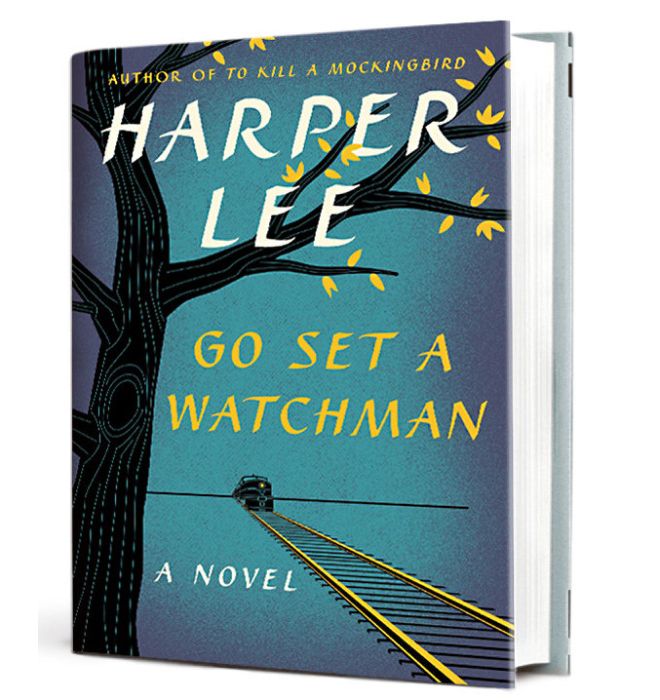 AUTHOR OF TO KILL A MOCKINGBIRD
HARPER
LEE
GO SET A
WATCHMAN
A NOVEL